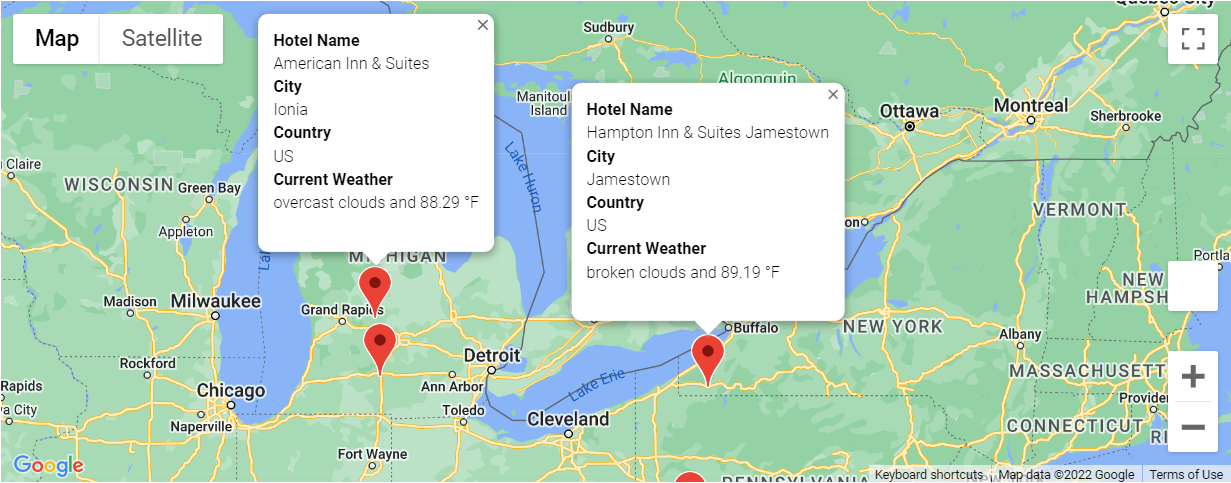 Map
Satellite
Hotel Name
American Inn & Suites
City
Ionia
Country
US
Current Weather
overcast clouds and 88.29 °F
Hotel Name
Hampton Inn & Suites Jamestown
City
Jamestown
Country
US
Current Weather
broken clouds and 89.19 °F
Sudbury
Quebec City
Manitoulin
Island
Algonquin
Ottawa
Montreal
Sherbrooke
Claire
WISCONSIN
Green Bay
Appleton
Lake Huron
VERMONT
MICHIGAN
Madison
Milwaukee
Grand Rapids
Buffalo
NEW YORK
NEW
HAMPSH
Albany
Rockford
Detroit
Ann Arbor
Lake Erie
MASSACHUSETT
Rapids
Chicago
Toledo
Cleveland
Naperville
CONNECTICUT
RI
Fort Wayne
PENNSYLVANIA
Google
Keyboard shortcuts
Map data ©2022 Google
Terms of Use